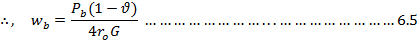 ∴, w_b = P_b(1 − ϑ) / 4r_oG … … … … … … … … … … … … … … … … … … … … … 6.5